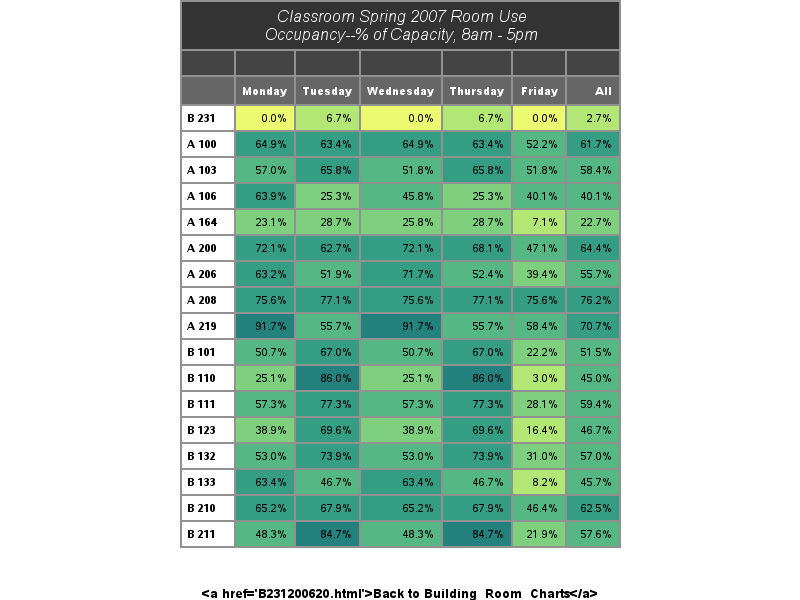 Classroom Spring 2007 Room Use
Occupancy--% of Capacity, 8am - 5pm
Monday Tuesday Wednesday Thursday Friday All
B 231 0.0% 6.7% 0.0% 6.7% 0.0% 2.7%
A 100 64.9% 63.4% 64.9% 63.4% 52.2% 61.7%
A 103 57.0% 65.8% 51.8% 65.8% 51.8% 58.4%
A 106 63.9% 25.3% 45.8% 25.3% 40.1% 40.1%
A 164 23.1% 28.7% 25.8% 28.7% 7.1% 22.7%
A 200 72.1% 62.7% 72.1% 68.1% 47.1% 64.4%
A 206 63.2% 51.9% 71.7% 52.4% 39.4% 55.7%
A 208 75.6% 77.1% 75.6% 77.1% 75.6% 76.2%
A 219 91.7% 55.7% 91.7% 55.7% 58.4% 70.7%
B 101 50.7% 67.0% 50.7% 67.0% 22.2% 51.5%
B 110 25.1% 86.0% 25.1% 86.0% 3.0% 45.0%
B 111 57.3% 77.3% 57.3% 77.3% 28.1% 59.4%
B 123 38.9% 69.6% 38.9% 69.6% 16.4% 46.7%
B 132 53.0% 73.9% 53.0% 73.9% 31.0% 57.0%
B 133 63.4% 46.7% 63.4% 46.7% 8.2% 45.7%
B 210 65.2% 67.9% 65.2% 67.9% 46.4% 62.5%
B 211 48.3% 84.7% 48.3% 84.7% 21.9% 57.6%
<a href='B231200620.html'>Back to Building_Room_Charts</a>